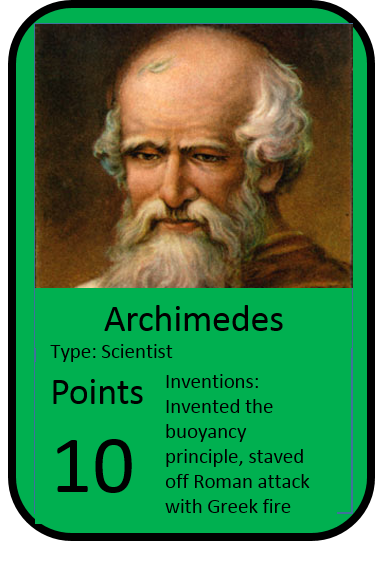 Archimedes
Type: Scientist
Points
10
Inventions:
Invented the
buoyancy
principle, staved
off Roman attack
with Greek fire